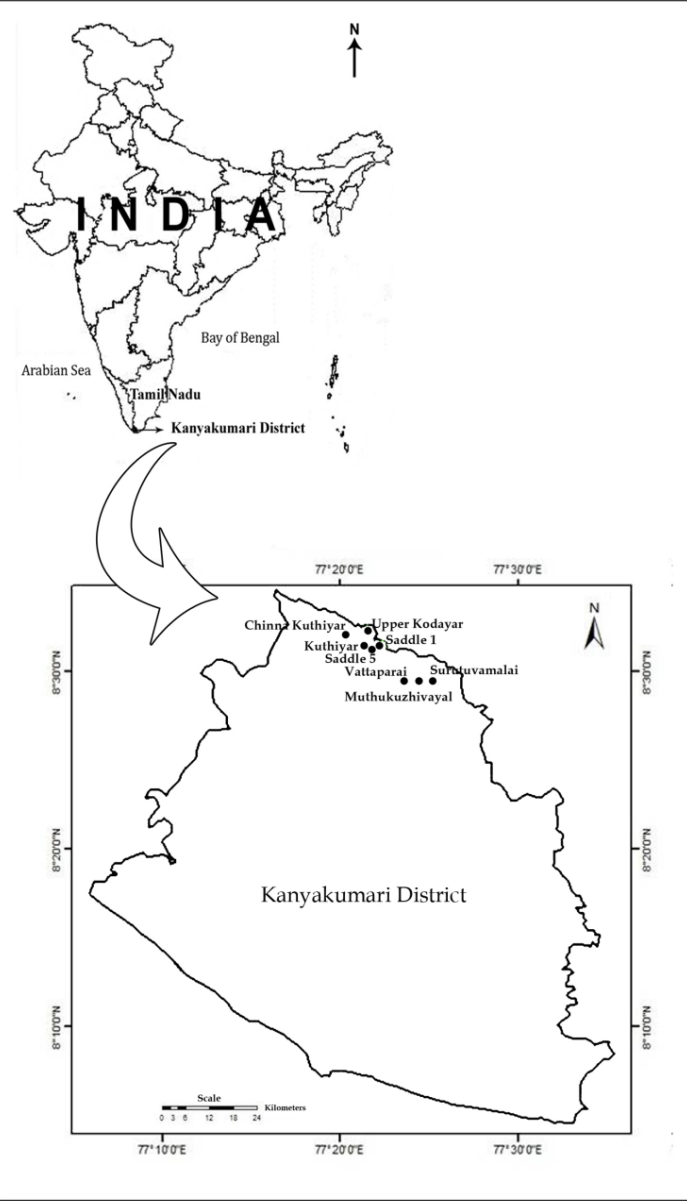 N
INDIA
Bay of Bengal
Arabian Sea
Tamil Nadu
Kanyakumari District
77°20'0"E
77°30'0"E
N
Chinna Kuthiyar
Upper Kodayar
Saddle 1
Kuthiyar
Saddle 5
Vattaparai
Surutuvamalai
Muthukuzhivayal
8°30'0"N
8°30'0"N
8°20'0"N
8°20'0"N
Kanyakumari District
8°10'0"N
8°10'0"N
Scale
Kilometers
0 3 6 12 18 24
77°10'0"E
77°20'0"E
77°30'0"E